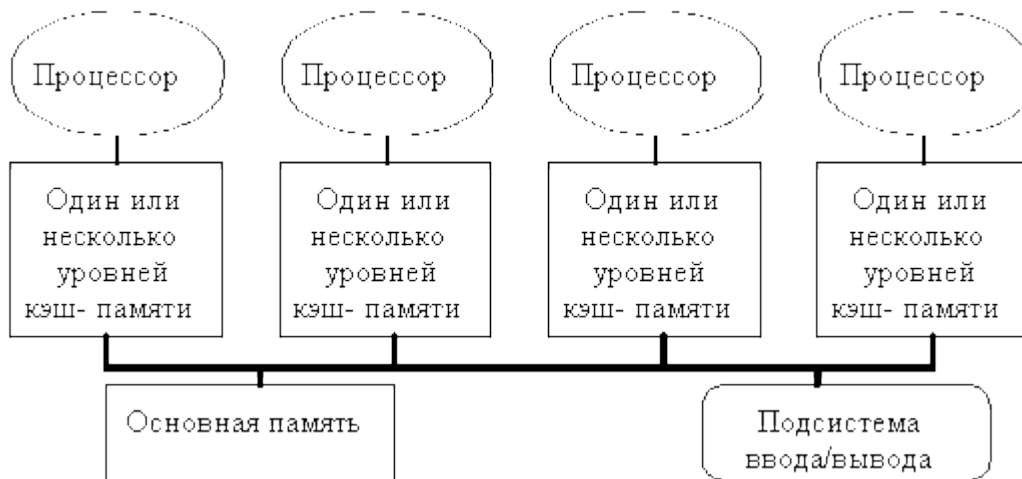 Процессор
Процессор
Процессор
Процессор
Один или
несколько
уровней
кэш- памяти
Один или
несколько
уровней
кэш- памяти
Один или
несколько
уровней
кэш- памяти
Один или
несколько
уровней
кэш- памяти
Основная память
Подсистема
ввода/вывода